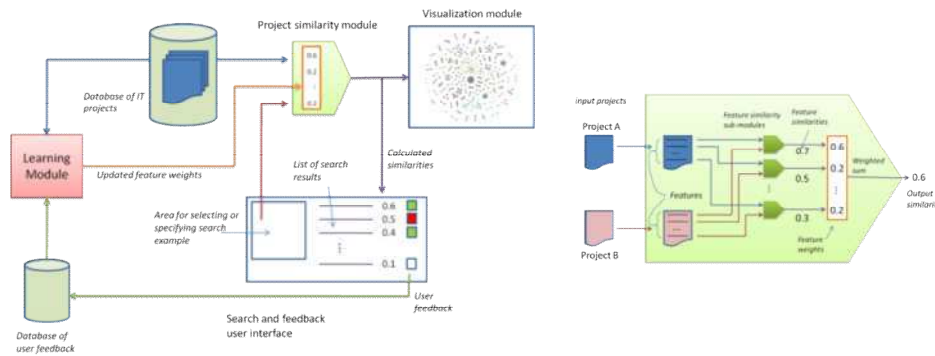 Project similarity module
Visualization module
0.6
0.2
⋮
0.2
Database of IT
projects
Learning
Module
Updated feature weights
List of search
results
Calculated
similarities
Area for selecting or
specifying search
example
0.6
0.5
0.4
⋮
0.1
User
feedback
Search and feedback
user interface
Database of
user feedback
input projects
Project A
Project B
Features
Feature similarity
sub-modules
Feature
similarities
0.7
0.5
⋮
0.3
0.6
0.2
⋮
0.2
Weighted
sum
Feature
weights
0.6
Output
similari